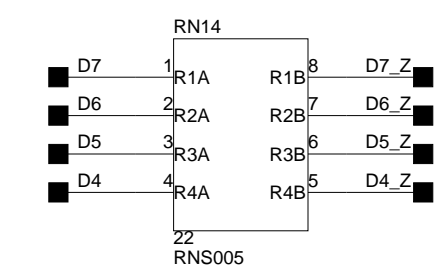 RN14
D7 1 R1A R1B 8 D7_Z
D6 2 R2A R2B 7 D6_Z
D5 3 R3A R3B 6 D5_Z
D4 4 R4A R4B 5 D4_Z
22
RNS005